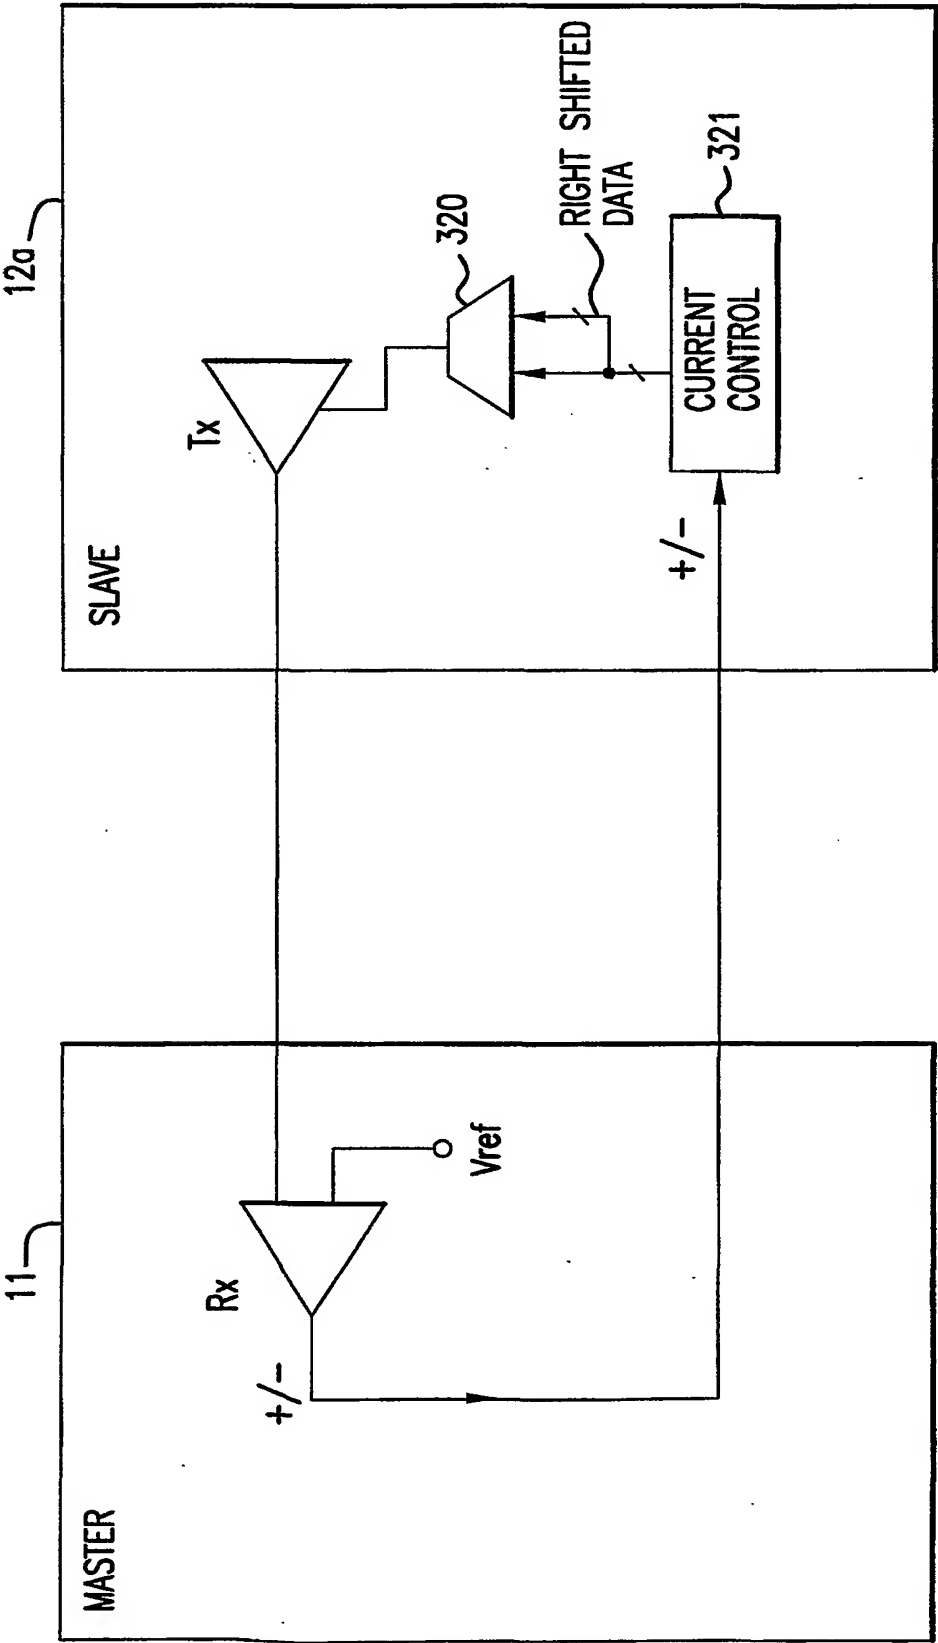 11
12a
MASTER
SLAVE
Rx
+/-
Vref
Tx
320
RIGHT SHIFTED
DATA
+/-
CURRENT
CONTROL
321